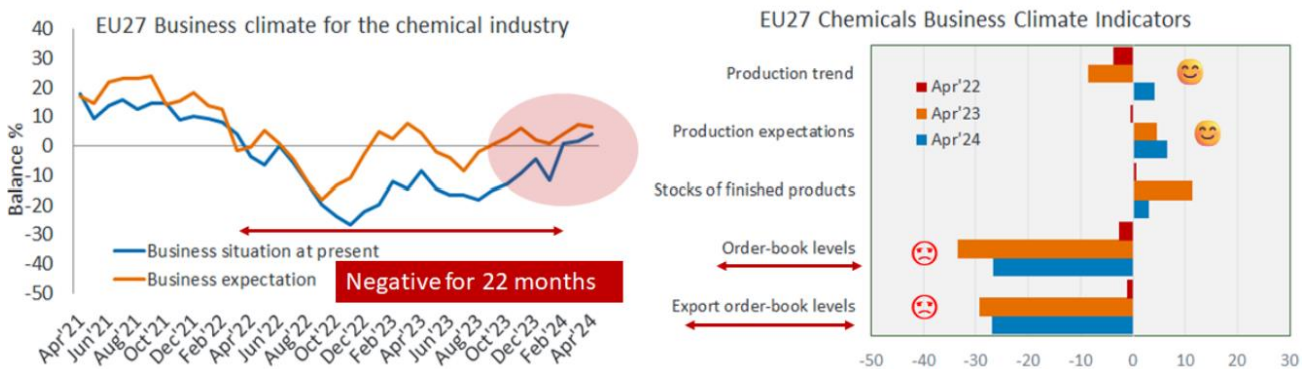 EU27 Business climate for the chemical industry
Balance %
40
30
20
10
0
-10
-20
-30
-40
-50
Business situation at present
Business expectation
Negative for 22 months
Apr'21
Jun'21
Aug'21
Oct'21
Dec'21
Feb'22
Apr'22
Jun'22
Aug'22
Oct'22
Dec'22
Feb'23
Apr'23
Jun'23
Aug'23
Oct'23
Dec'23
Feb'24
Apr'24
EU27 Chemicals Business Climate Indicators
Production trend
Production expectations
Stocks of finished products
Order-book levels
Export order-book levels
Apr'22
Apr'23
Apr'24
-50 -40 -30 -20 -10 0 10 20 30